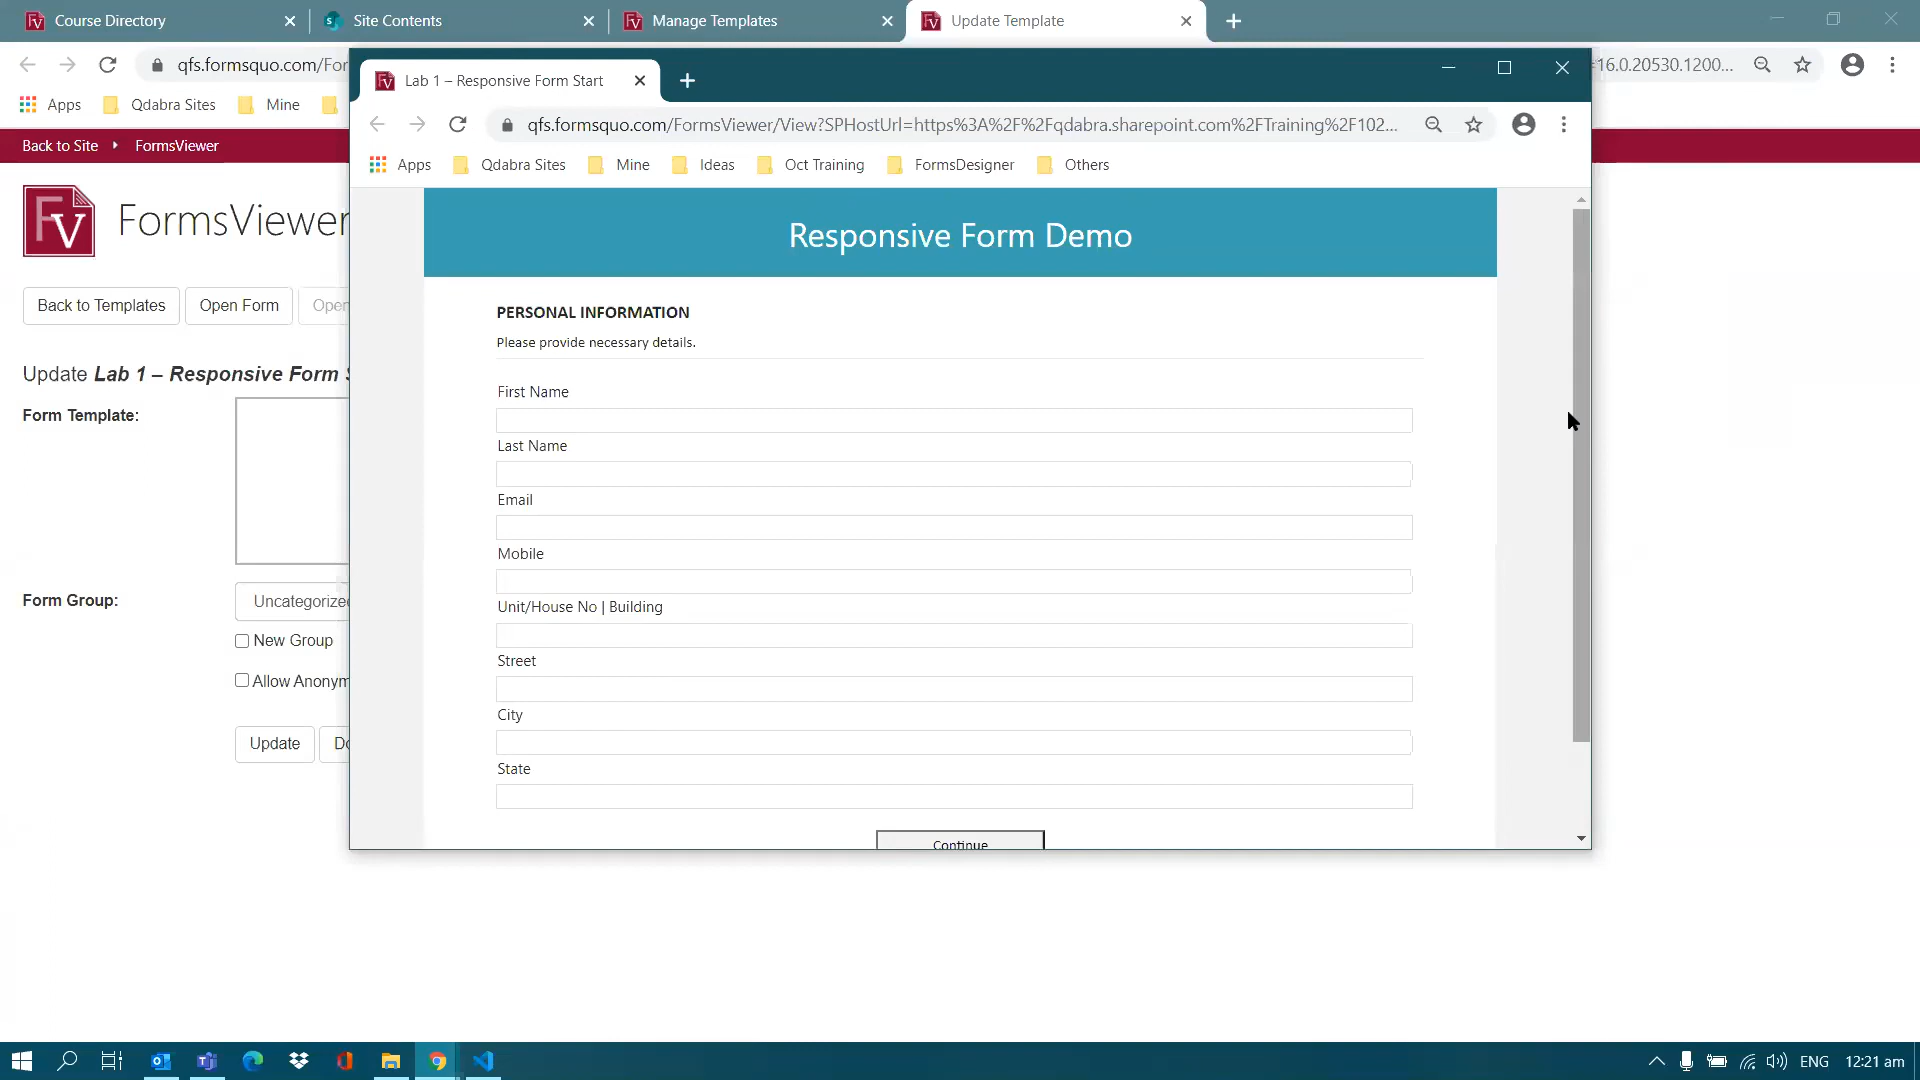 Course Directory
Site Contents
Manage Templates
Update Template
qfs.formsquo.com/For
16.0.20530.1200...
Apps
Qdabra Sites
Mine
Back to Site
FormsViewer
FV
FormsViewer
Back to Templates
Open Form
Open
Update Lab 1 – Responsive Form S
Form Template:
Form Group:
Uncategorized
New Group
Allow Anonym
Update
Do
Lab 1 – Responsive Form Start
qfs.formsquo.com/FormsViewer/View?SPHostUrl=https%3A%2F%2Fqdabra.sharepoint.com%2FTraining%2F102...
Apps
Qdabra Sites
Mine
Ideas
Oct Training
FormsDesigner
Others
Responsive Form Demo
PERSONAL INFORMATION
Please provide necessary details.
First Name
Last Name
Email
Mobile
Unit/House No | Building
Street
City
State
Continue
ENG
12:21 am